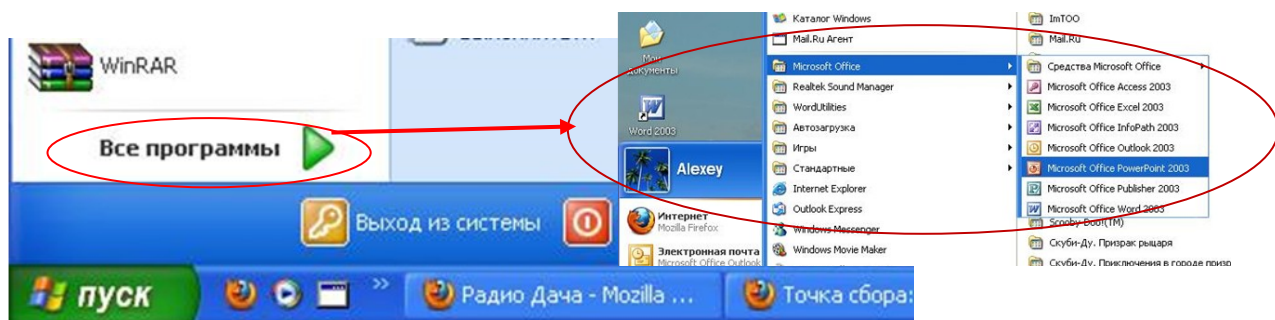 WinRAR
Все программы
Выход из системы
пуск
Радио Дача - Mozilla ...
Точка сбора:
Мои
документы
Word 2003
Alexey
Интернет
Mozilla Firefox
Электронная почта
Microsoft Office Outlook
Каталог Windows
Mail.Ru Агент
Microsoft Office
Realtek Sound Manager
WordUtilities
Автозагрузка
Игры
Стандартные
Internet Explorer
Outlook Express
Windows Messenger
Windows Movie Maker
ImTOO
Mail.Ru
Средства Microsoft Office
Microsoft Office Access 2003
Microsoft Office Excel 2003
Microsoft Office InfoPath 2003
Microsoft Office Outlook 2003
Microsoft Office PowerPoint 2003
Microsoft Office Publisher 2003
Microsoft Office Word 2003
Scooby-Doo!(TM)
Скуби-Ду. Призрак рыцаря
Скуби-Ду. Приключения в городе призр